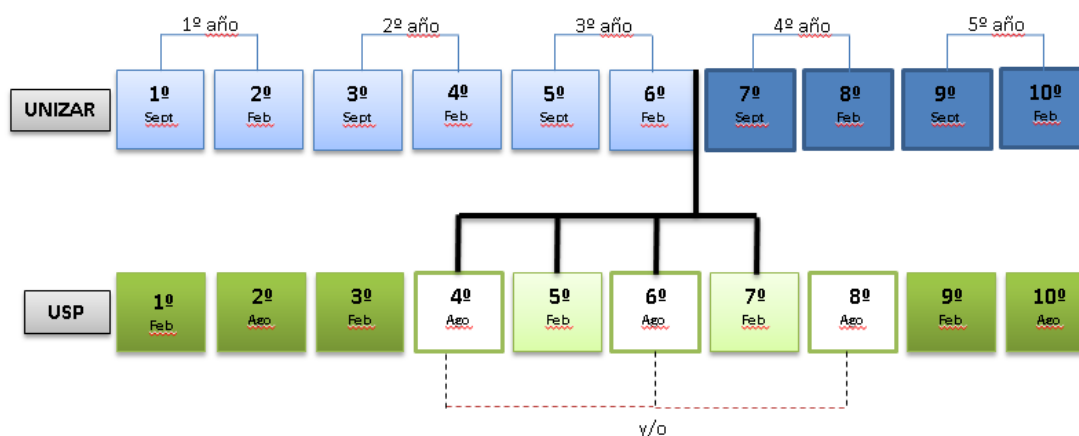 1º año 2º año 3º año 4º año 5º año
UNIZAR
1º 2º 3º 4º 5º 6º 7º 8º 9º 10º
Sept Feb Sept Feb Sept Feb Sept Feb Sept Feb
USP
1º 2º 3º 4º 5º 6º 7º 8º 9º 10º
Feb Ago Feb Ago Feb Ago Feb Ago Feb Ago
y/o